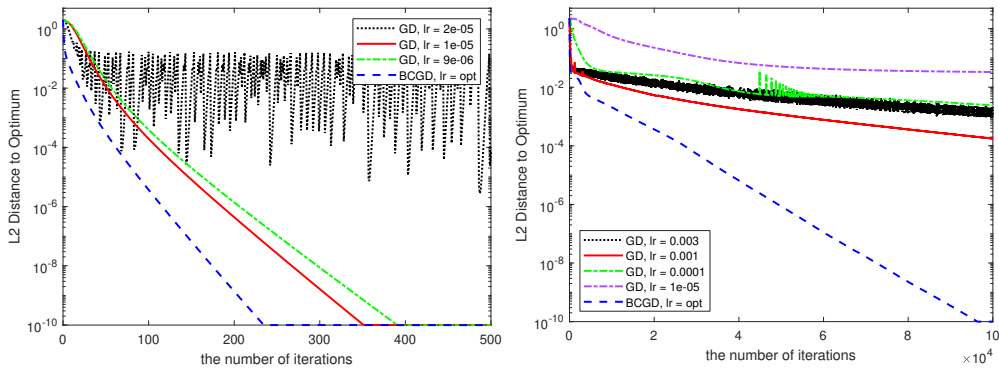 10^0
10^-2
10^-4
10^-6
10^-8
10^-10
L2 Distance to Optimum
0 100 200 300 400 500
the number of iterations
GD, lr = 2e-05
GD, lr = 1e-05
GD, lr = 9e-06
BCGD, lr = opt
10^0
10^-2
10^-4
10^-6
10^-8
10^-10
L2 Distance to Optimum
0 2 4 6 8 10
×10^4
the number of iterations
GD, lr = 0.003
GD, lr = 0.001
GD, lr = 0.0001
GD, lr = 1e-05
BCGD, lr = opt